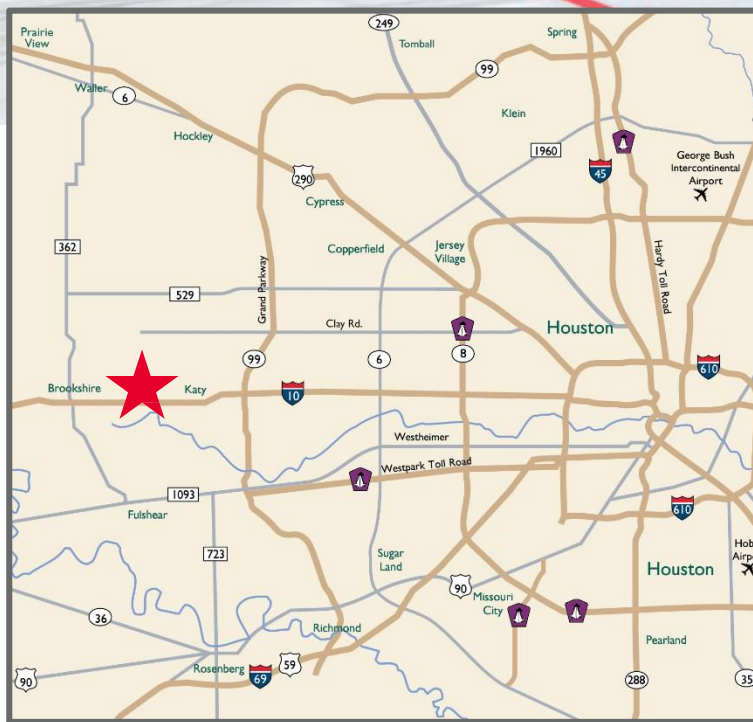 249
Prairie
View
Spring
Tomball
99
Waller
6
Klein
Hockley
1960
George Bush
Intercontinental
Airport
45
290
Cypress
362
Copperfield
Jersey
Village
Hardy Toll Road
Grand Parkway
529
Clay Rd.
Houston
99
6
8
610
Brookshire
Katy
10
Westheimer
Westpark Toll Road
1093
610
Fulshear
723
Sugar
Land
Houston
90
Missouri
City
36
Richmond
Pearland
Rosenberg
59
69
90
288